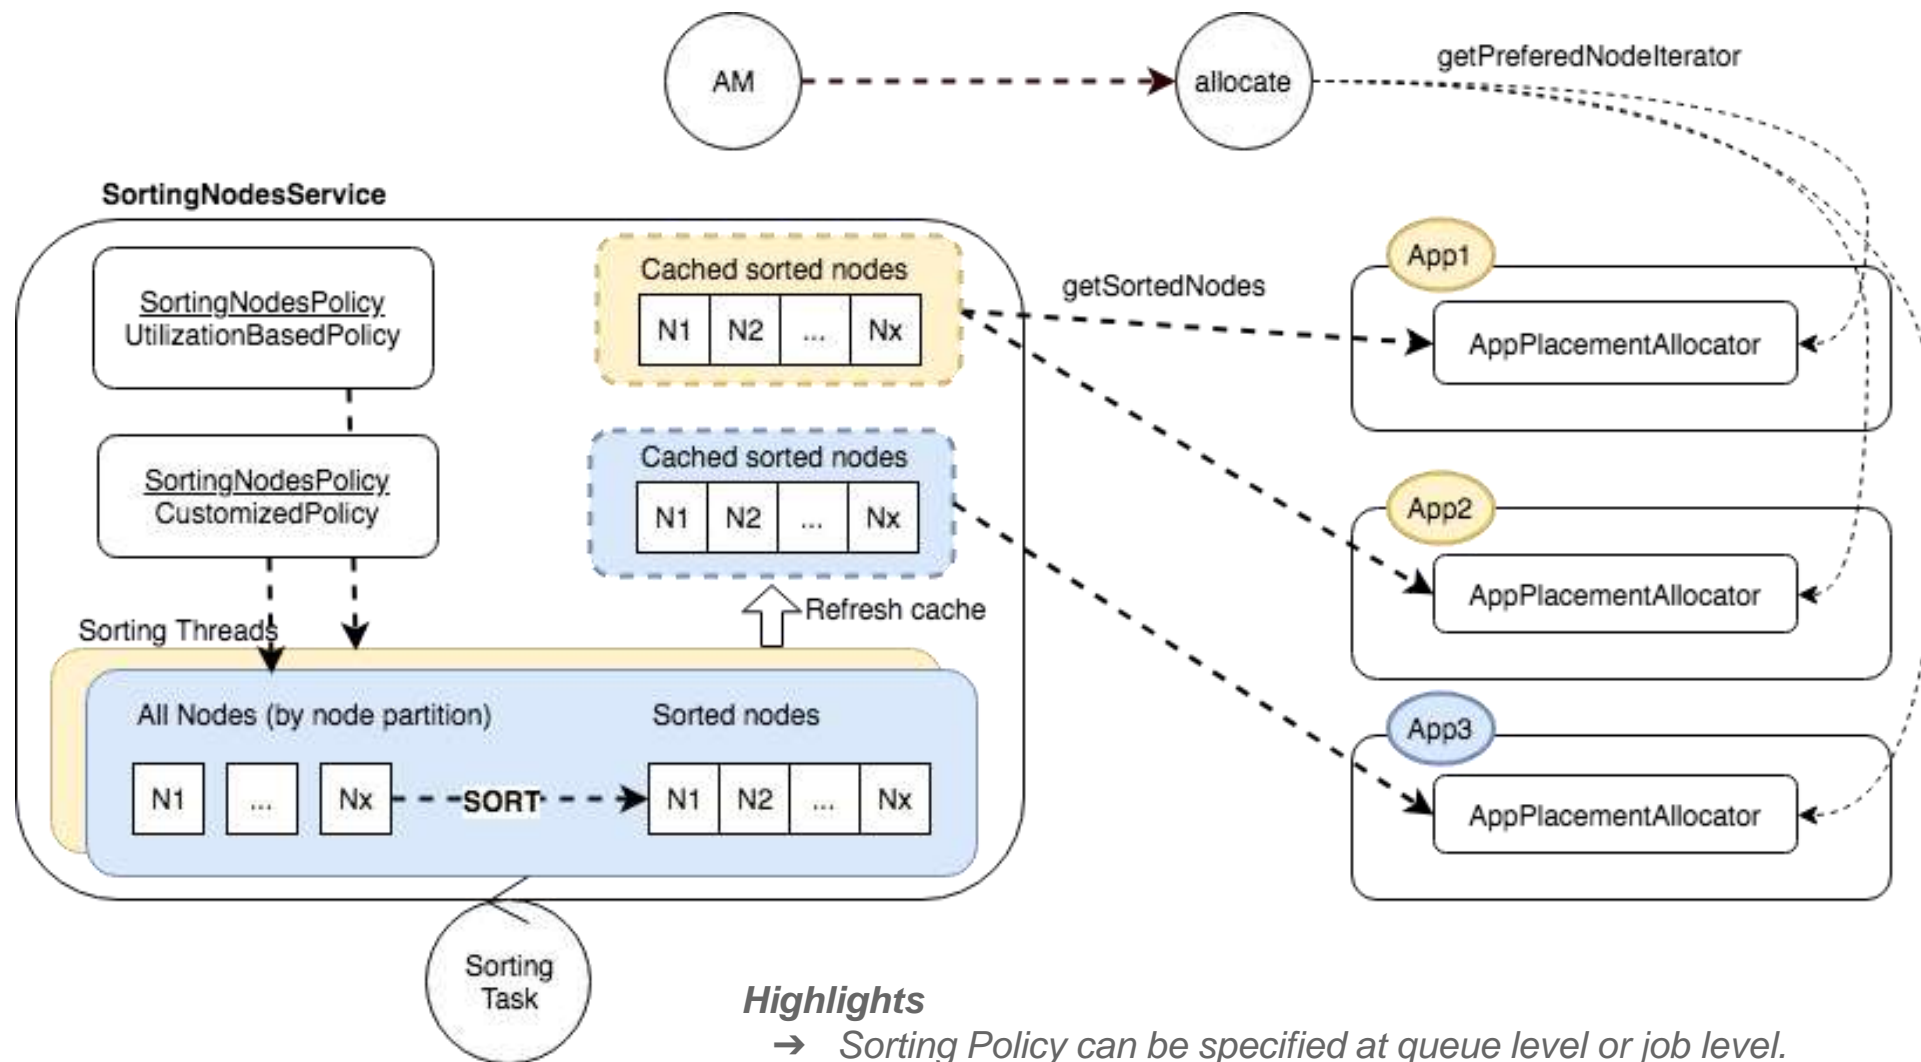 AM
allocate
getPreferedNodeIterator
SortingNodesService
SortingNodesPolicy
UtilizationBasedPolicy
Cached sorted nodes
N1 N2 ... Nx
getSortedNodes
App1
AppPlacementAllocator
SortingNodesPolicy
CustomizedPolicy
Cached sorted nodes
N1 N2 ... Nx
App2
AppPlacementAllocator
Refresh cache
Sorting Threads
All Nodes (by node partition)
Sorted nodes
N1 ... Nx
SORT
N1 N2 ... Nx
App3
AppPlacementAllocator
Sorting
Task
Highlights
➔ Sorting Policy can be specified at queue level or job level.